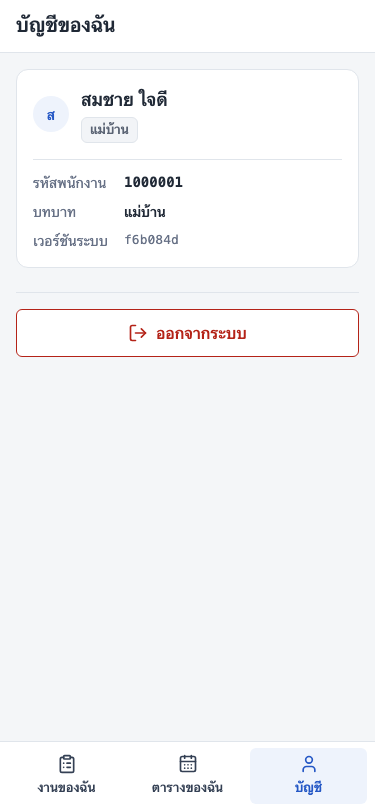 บัญชีของฉัน
ส
สมชาย ใจดี
แม่บ้าน
รหัสพนักงาน 1000001
บทบาท แม่บ้าน
เวอร์ชันระบบ f6b084d
ออกจากระบบ
งานของฉัน ตารางของฉัน บัญชี